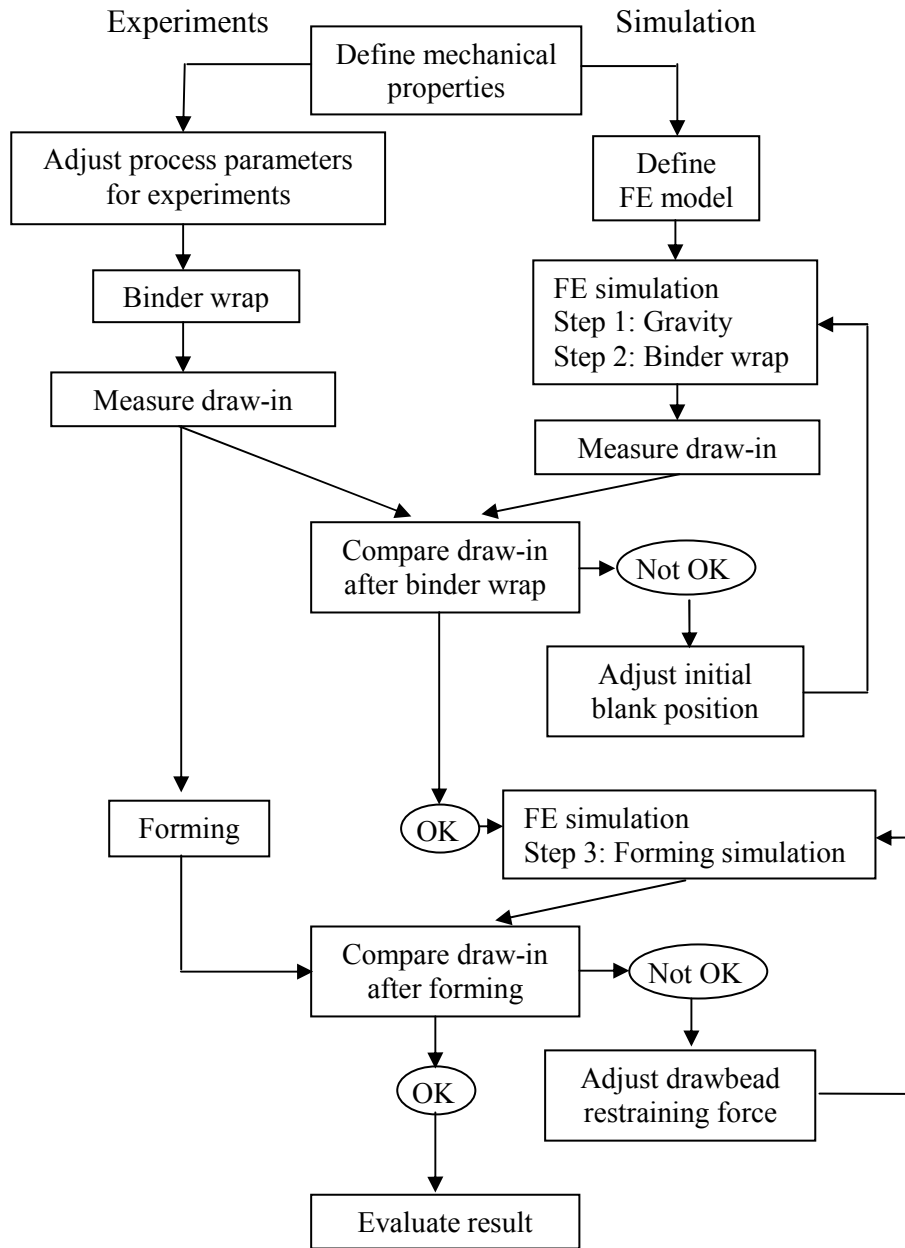 Experiments
Simulation
Define mechanical
properties
Adjust process parameters
for experiments
Define
FE model
Binder wrap
FE simulation
Step 1: Gravity
Step 2: Binder wrap
Measure draw-in
Measure draw-in
Compare draw-in
after binder wrap
Not OK
Adjust initial
blank position
Forming
OK
FE simulation
Step 3: Forming simulation
Compare draw-in
after forming
Not OK
OK
Adjust drawbead
restraining force
Evaluate result